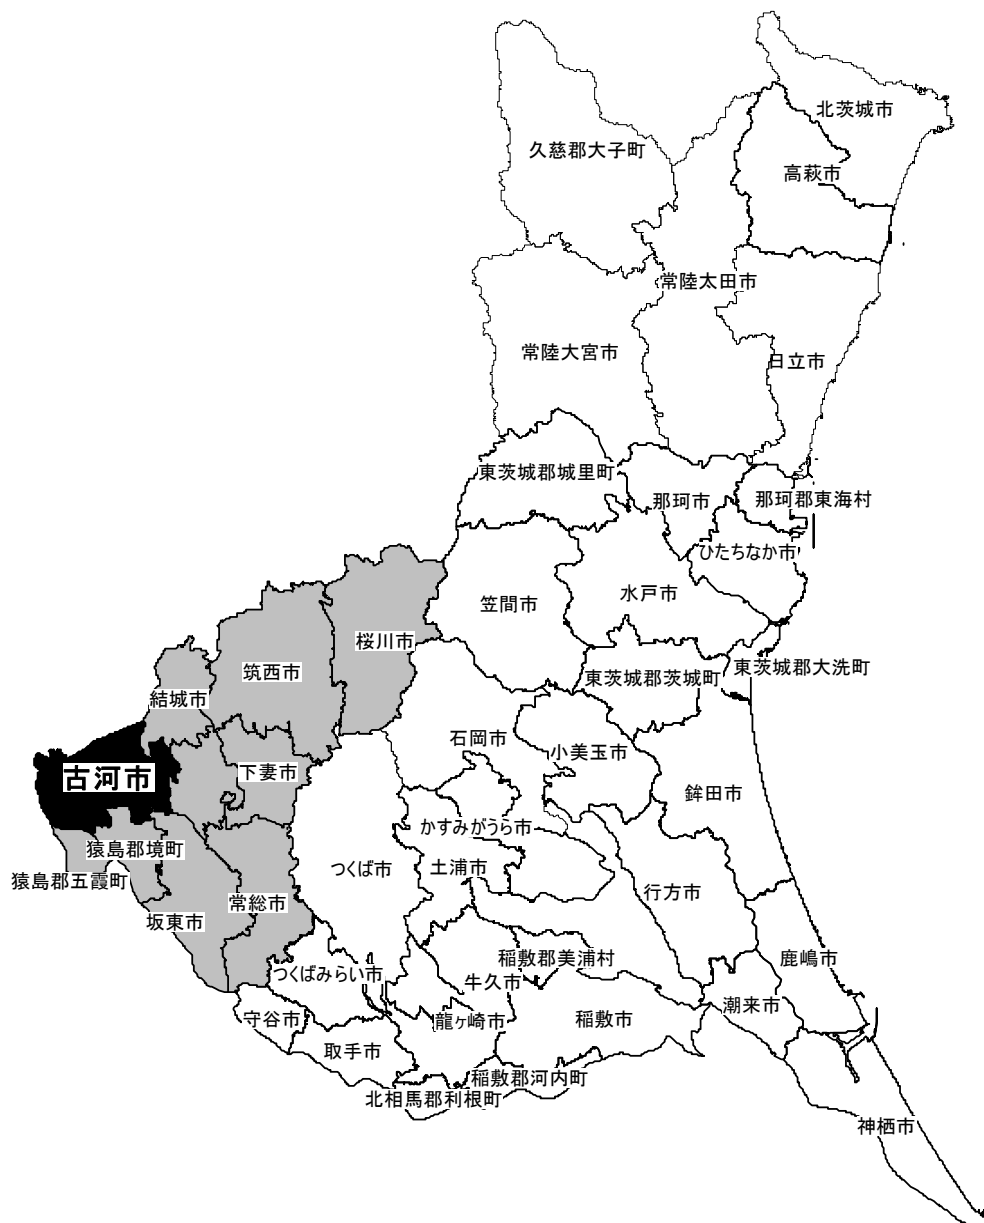 北茨城市
久慈郡大子町
高萩市
常陸太田市
常陸大宮市
日立市
東茨城郡城里町
那珂市
那珂郡東海村
ひたちなか市
水戸市
笠間市
桜川市
筑西市
東茨城郡茨城町
東茨城郡大洗町
結城市
石岡市
小美玉市
下妻市
古河市
鉾田市
かすみがうら市
猿島郡境町
つくば市
土浦市
猿島郡五霞町
行方市
常総市
坂東市
稲敷郡美浦村
鹿嶋市
つくばみらい市
牛久市
潮来市
守谷市
龍ヶ崎市
稲敷市
取手市
稲敷郡河内町
北相馬郡利根町
神栖市